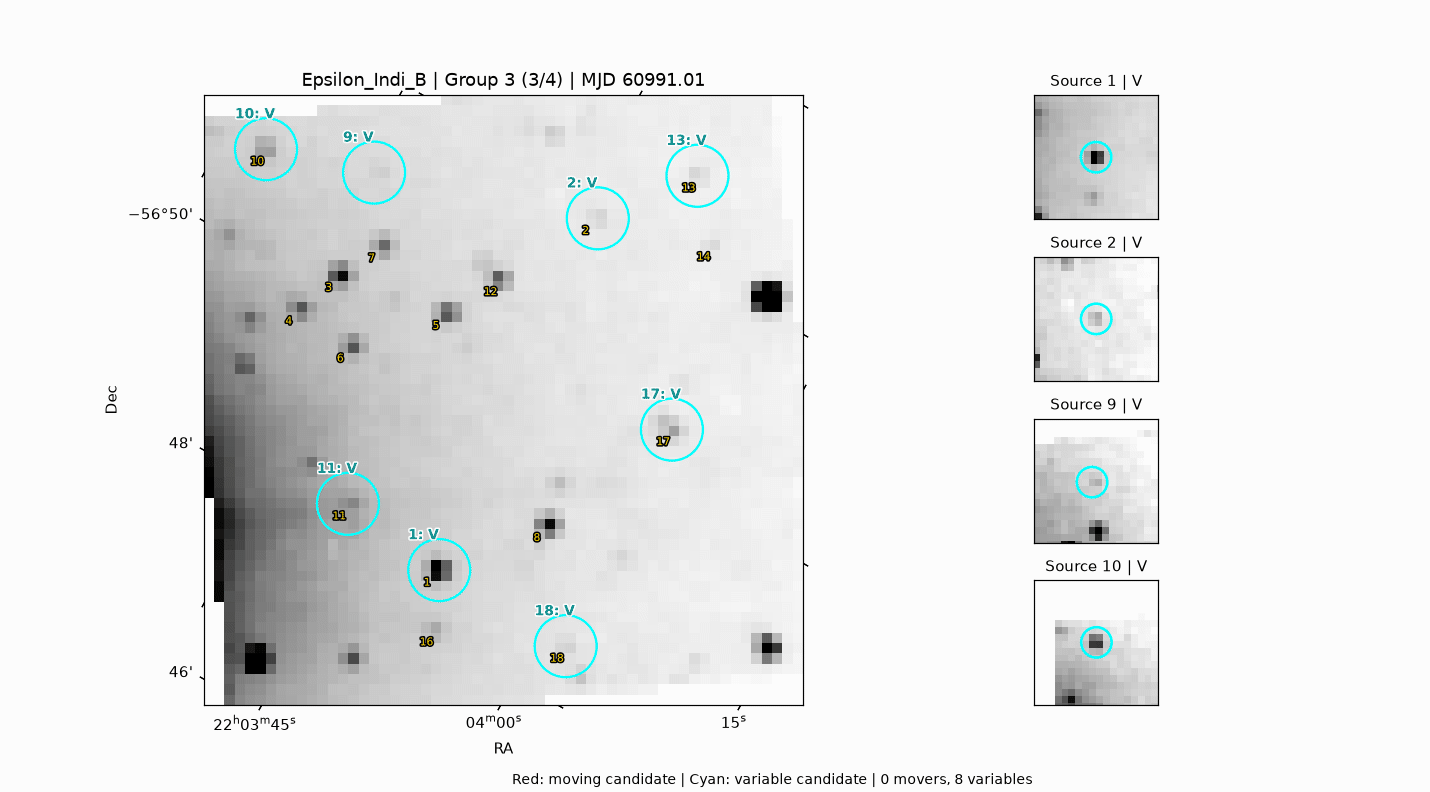 Epsilon_Indi_B | Group 3 (3/4) | MJD 60991.01
10: V
10
9: V
13: V
13
2: V
2
14
7
3
12
4
5
6
17: V
17
11: V
11
8
1: V
1
16
18: V
18
−56°50'
48'
46'
Dec
22h03m45s
04m00s
15s
RA
Source 1 | V
Source 2 | V
Source 9 | V
Source 10 | V
Red: moving candidate | Cyan: variable candidate | 0 movers, 8 variables